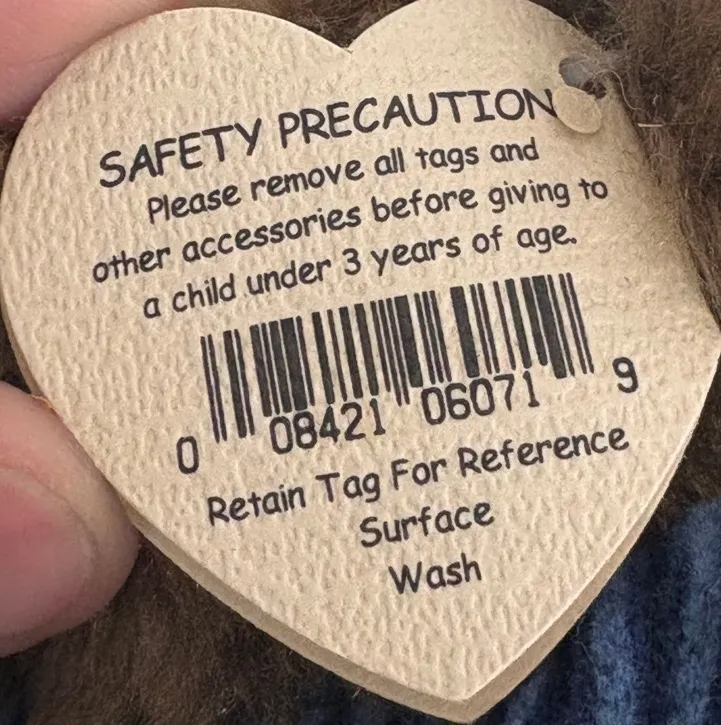 SAFETY PRECAUTION
Please remove all tags and
other accessories before giving to
a child under 3 years of age.
0 08421 06071 9
Retain Tag For Reference
Surface
Wash